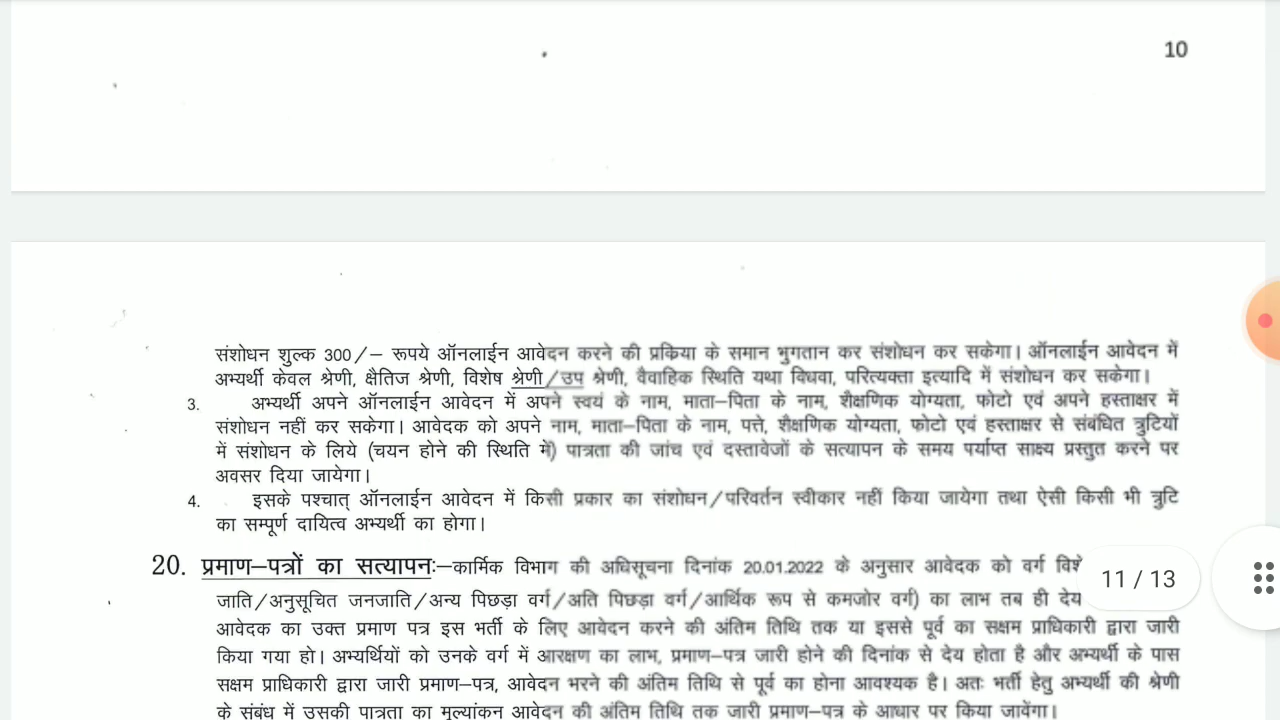 10
संशोधन शुल्क 300/– रूपये ऑनलाईन आवेदन करने की प्रकिया के समान भुगतान कर संशोधन कर सकेगा। ऑनलाईन आवेदन में
अभ्यर्थी केवल श्रेणी, क्षैतिज श्रेणी, विशेष श्रेणी/उप श्रेणी, वैवाहिक स्थिति यथा विधवा, परित्यक्ता इत्यादि में संशोधन कर सकेगा।
3. अभ्यर्थी अपने ऑनलाईन आवेदन में अपने स्वयं के नाम, माता–पिता के नाम, शैक्षणिक योग्यता, फोटो एवं अपने हस्ताक्षर में
संशोधन नहीं कर सकेगा। आवेदक को अपने नाम, माता–पिता के नाम, पत्ते, शैक्षणिक योग्यता, फोटो एवं हस्ताक्षर से संबंधित त्रुटियों
में संशोधन के लिये (चयन होने की स्थिति में) पात्रता की जांच एवं दस्तावेजों के सत्यापन के समय पर्याप्त साक्ष्य प्रस्तुत करने पर
अवसर दिया जायेगा।
4. इसके पश्चात् ऑनलाईन आवेदन में किसी प्रकार का संशोधन/परिवर्तन स्वीकार नहीं किया जायेगा तथा ऐसी किसी भी त्रुटि
का सम्पूर्ण दायित्व अभ्यर्थी का होगा।
20. प्रमाण–पत्रों का सत्यापन:–कार्मिक विभाग की अधिसूचना दिनांक 20.01.2022 के अनुसार आवेदक को वर्ग
11 / 13
जाति/अनुसूचित जनजाति/अन्य पिछड़ा वर्ग/अति पिछड़ा वर्ग/आर्थिक रूप से कमजोर वर्ग) का लाभ तब ही देय
आवेदक का उक्त प्रमाण पत्र इस भर्ती के लिए आवेदन करने की अंतिम तिथि तक या इससे पूर्व का सक्षम प्राधिकारी द्वारा जारी
किया गया हो। अभ्यर्थियों को उनके वर्ग में आरक्षण का लाभ, प्रमाण–पत्र जारी होने की दिनांक से देय होता है और अभ्यर्थी के पास
सक्षम प्राधिकारी द्वारा जारी प्रमाण–पत्र, आवेदन भरने की अंतिम तिथि से पूर्व का होना आवश्यक है। अतः भर्ती हेतु अभ्यर्थी की श्रेणी
के संबंध में उसकी पात्रता का मूल्यांकन आवेदन की अंतिम तिथि तक जारी प्रमाण–पत्र के आधार पर किया जावेंगा।